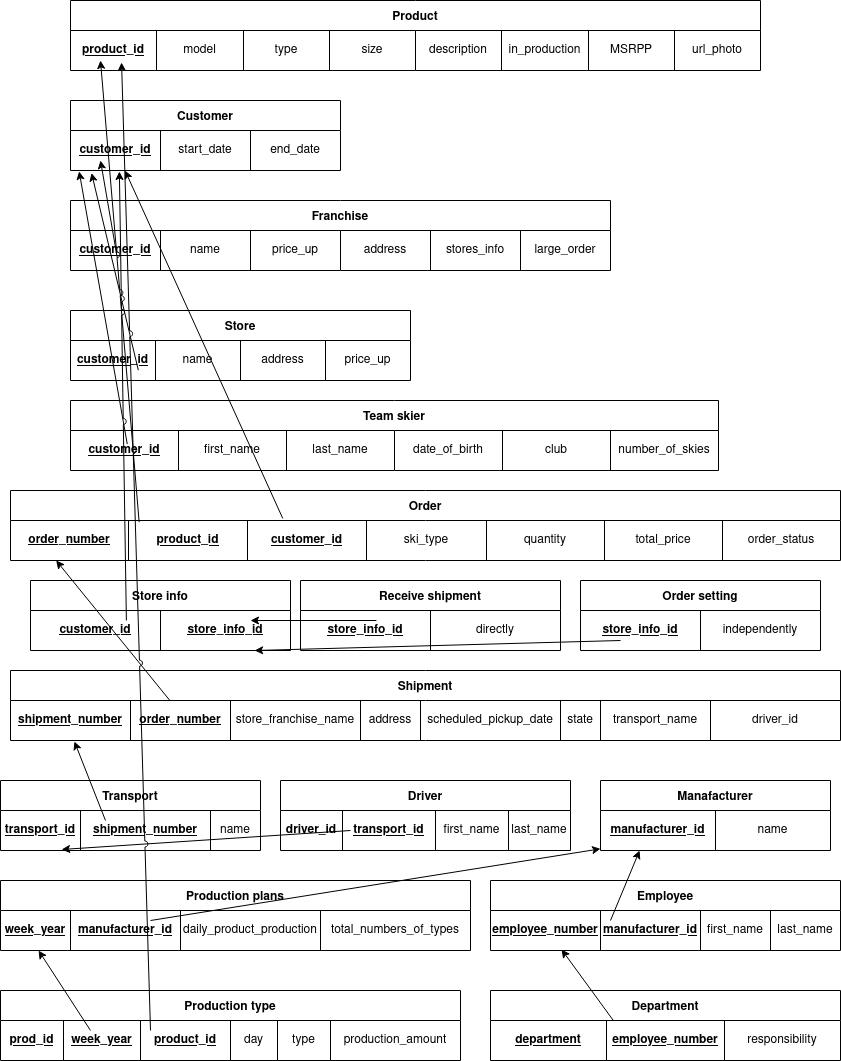 Product
product_id model type size description in_production MSRPP url_photo
Customer
customer_id start_date end_date
Franchise
customer_id name price_up address stores_info large_order
Store
customer_id name address price_up
Team skier
customer_id first_name last_name date_of_birth club number_of_skies
Order
order_number product_id customer_id ski_type quantity total_price order_status
Store info Receive shipment Order setting
customer_id store_info_id store_info_id directly store_info_id independently
Shipment
shipment_number order_number store_franchise_name address scheduled_pickup_date state transport_name driver_id
Transport Driver Manafacturer
transport_id shipment_number name driver_id transport_id first_name last_name manufacturer_id name
Production plans Employee
week_year manufacturer_id daily_product_production total_numbers_of_types employee_number manufacturer_id first_name last_name
Production type Department
prod_id week_year product_id day type production_amount department employee_number responsibility